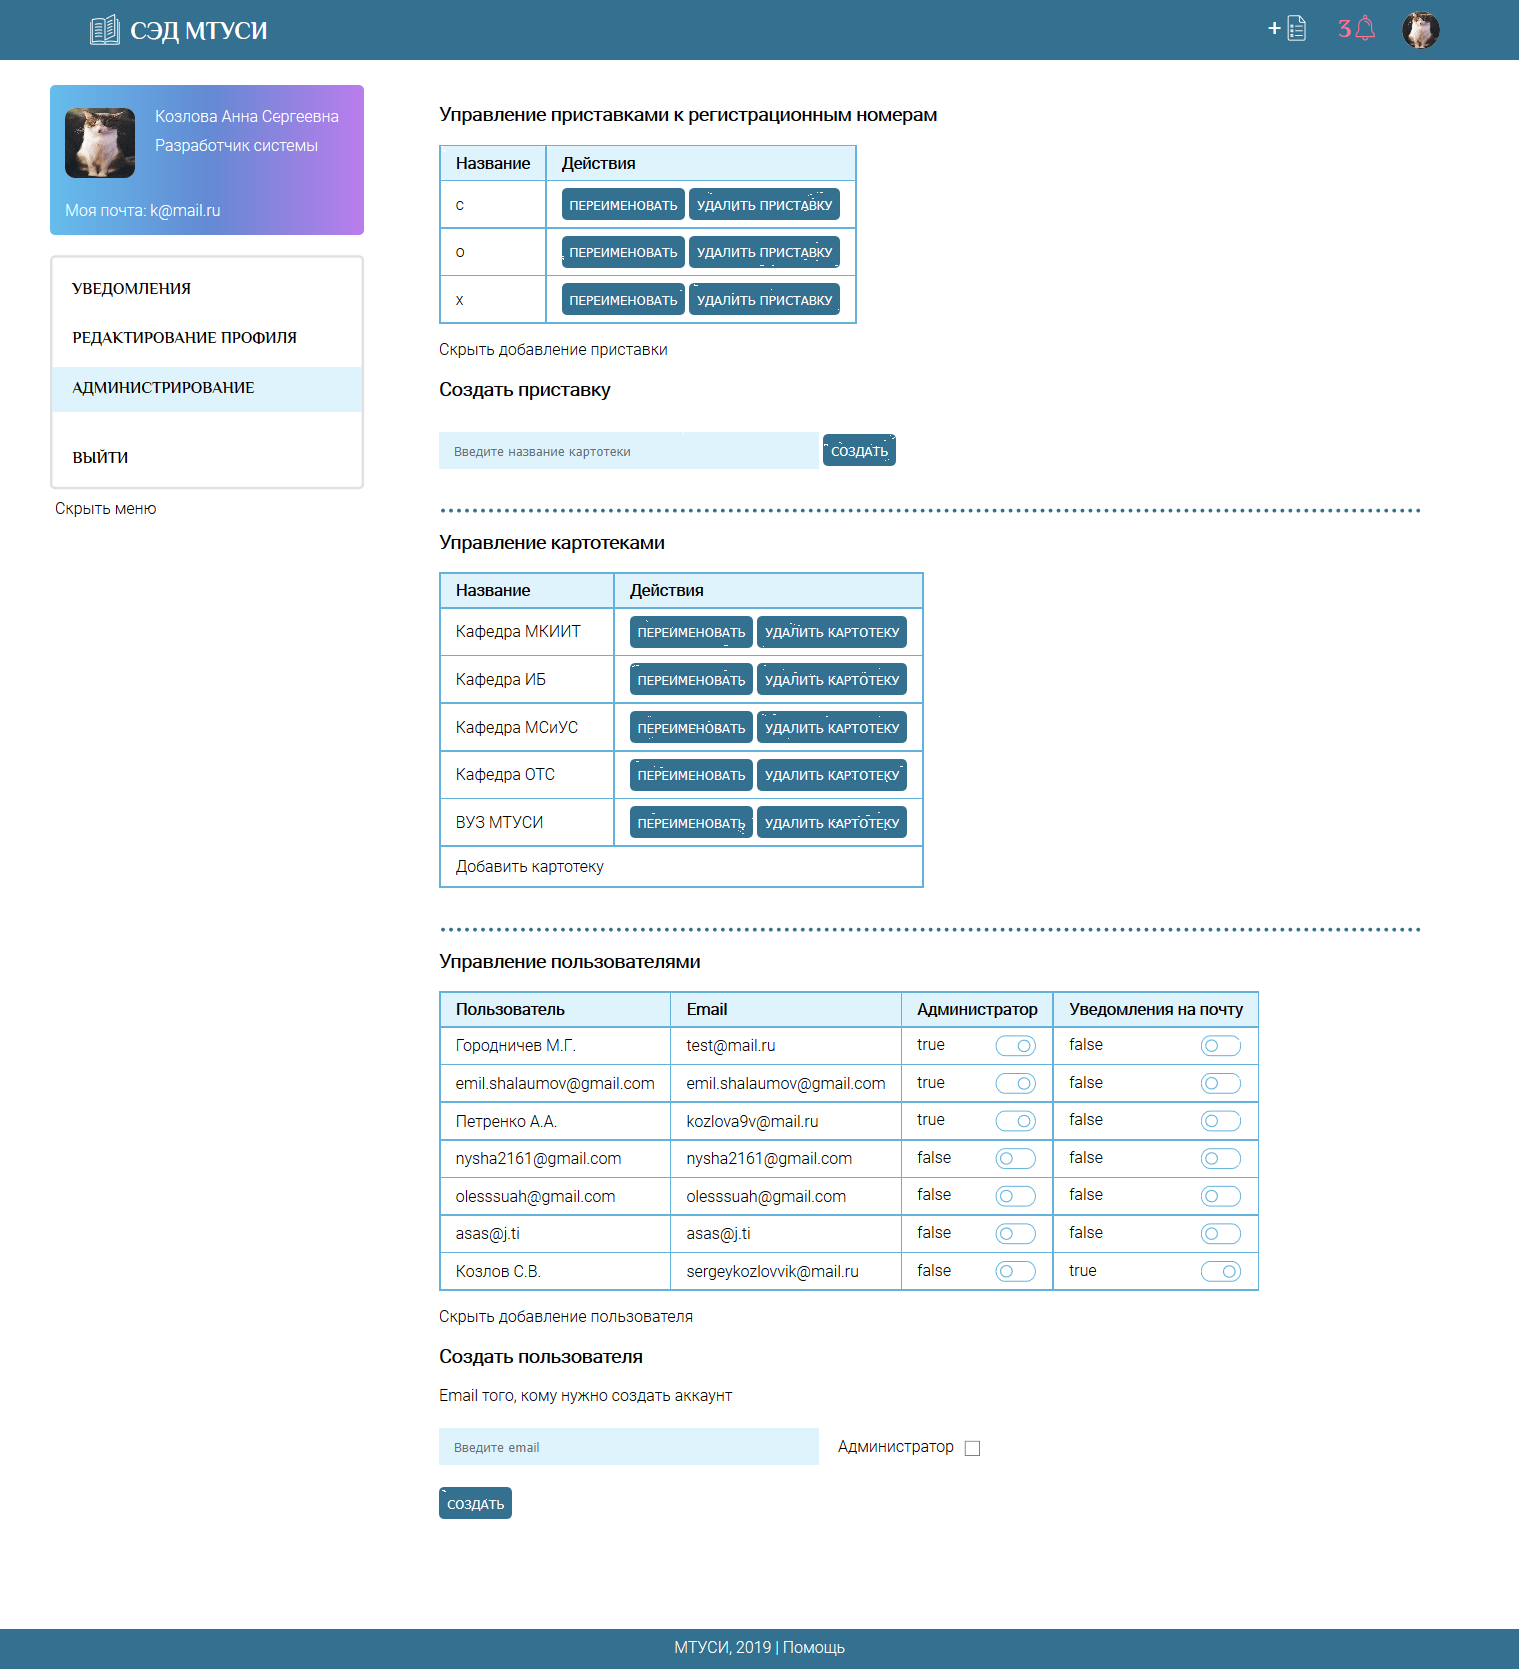 СЭД МТУСИ
+
3
Козлова Анна Сергеевна
Разработчик системы
Моя почта: k@mail.ru
УВЕДОМЛЕНИЯ
РЕДАКТИРОВАНИЕ ПРОФИЛЯ
АДМИНИСТРИРОВАНИЕ
ВЫЙТИ
Скрыть меню
Управление приставками к регистрационным номерам
Название Действия
с ПЕРЕИМЕНОВАТЬ УДАЛИТЬ ПРИСТАВКУ
о ПЕРЕИМЕНОВАТЬ УДАЛИТЬ ПРИСТАВКУ
х ПЕРЕИМЕНОВАТЬ УДАЛИТЬ ПРИСТАВКУ
Скрыть добавление приставки
Создать приставку
Введите название картотеки СОЗДАТЬ
Управление картотеками
Название Действия
Кафедра МКИИТ ПЕРЕИМЕНОВАТЬ УДАЛИТЬ КАРТОТЕКУ
Кафедра ИБ ПЕРЕИМЕНОВАТЬ УДАЛИТЬ КАРТОТЕКУ
Кафедра МСиУС ПЕРЕИМЕНОВАТЬ УДАЛИТЬ КАРТОТЕКУ
Кафедра ОТС ПЕРЕИМЕНОВАТЬ УДАЛИТЬ КАРТОТЕКУ
ВУЗ МТУСИ ПЕРЕИМЕНОВАТЬ УДАЛИТЬ КАРТОТЕКУ
Добавить картотеку
Управление пользователями
Пользователь Email Администратор Уведомления на почту
Городничев М.Г. test@mail.ru true false
emil.shalaumov@gmail.com emil.shalaumov@gmail.com true false
Петренко А.А. kozlova9v@mail.ru true false
nysha2161@gmail.com nysha2161@gmail.com false false
olesssuah@gmail.com olesssuah@gmail.com false false
asas@j.ti asas@j.ti false false
Козлов С.В. sergeykozlovvik@mail.ru false true
Скрыть добавление пользователя
Создать пользователя
Email того, кому нужно создать аккаунт
Введите email Администратор
СОЗДАТЬ
МТУСИ, 2019 | Помощь